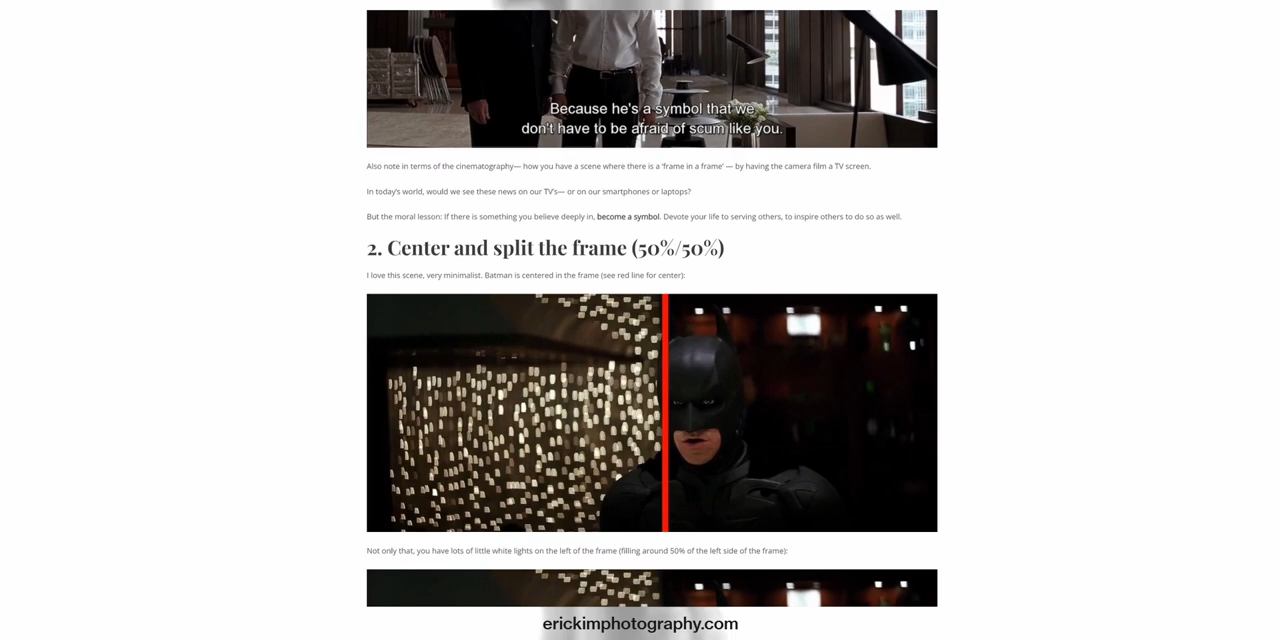 Because he's a symbol that we
don't have to be afraid of scum like you.
Also note in terms of the cinematography— how you have a scene where there is a 'frame in a frame' — by having the camera film a TV screen.
In today's world, would we see these news on our TV's— or on our smartphones or laptops?
But the moral lesson: If there is something you believe deeply in, become a symbol. Devote your life to serving others, to inspire others to do so as well.
2. Center and split the frame (50%/50%)
I love this scene, very minimalist. Batman is centered in the frame (see red line for center):
Not only that, you have lots of little white lights on the left of the frame (filling around 50% of the left side of the frame):
erickimphotography.com